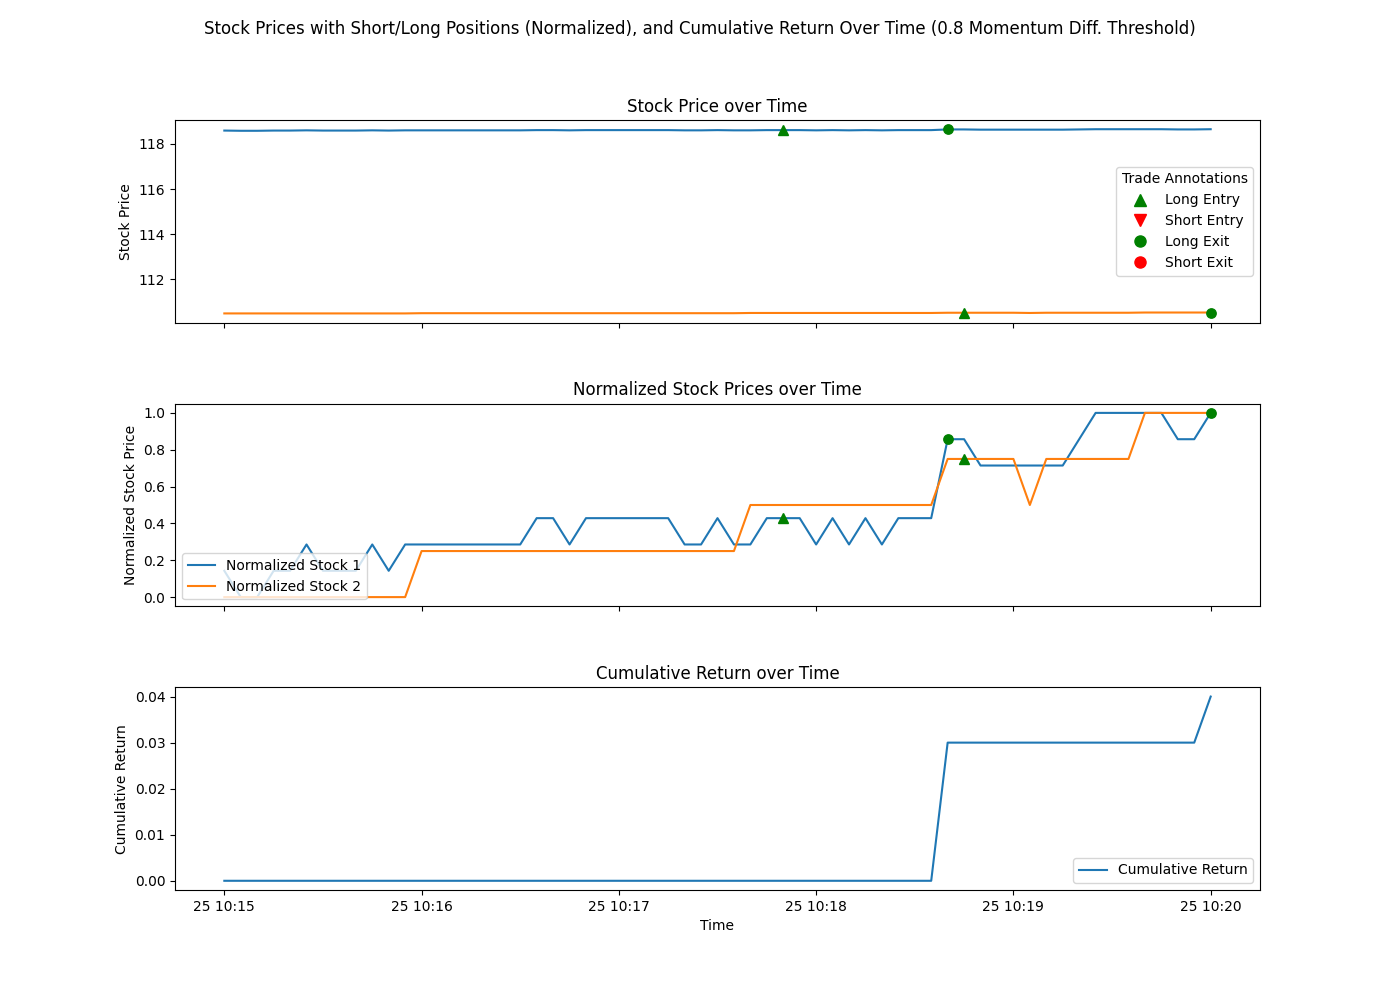 Stock Prices with Short/Long Positions (Normalized), and Cumulative Return Over Time (0.8 Momentum Diff. Threshold)
Stock Price over Time
Stock Price
118
116
114
112
Trade Annotations
Long Entry
Short Entry
Long Exit
Short Exit
Normalized Stock Prices over Time
Normalized Stock Price
1.0
0.8
0.6
0.4
0.2
0.0
Normalized Stock 1
Normalized Stock 2
Cumulative Return over Time
Cumulative Return
0.04
0.03
0.02
0.01
0.00
Cumulative Return
25 10:15
25 10:16
25 10:17
25 10:18
25 10:19
25 10:20
Time